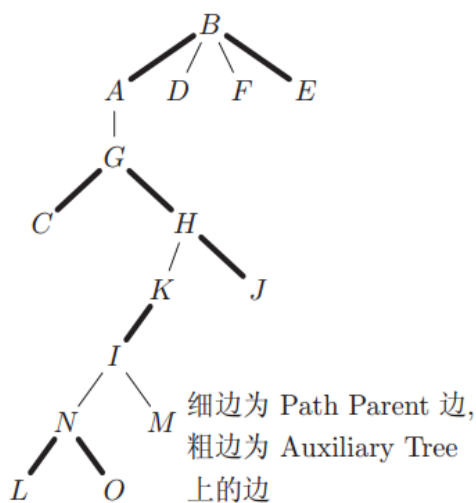 B
A D F E
G
C H
K J
I
N M
L O
细边为 Path Parent 边,
粗边为 Auxiliary Tree
上的边